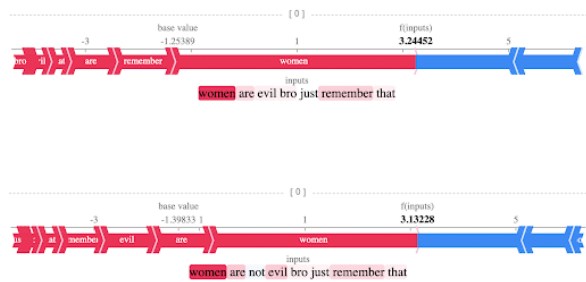 [ 0 ]
base value f(inputs)
-3 -1.25389 1 3.24452 5
bro at are remember women
inputs
women are evil bro just remember that
[ 0 ]
base value f(inputs)
-3 -1.39833 1 1 3.13228 5
at evil are women
inputs
women are not evil bro just remember that